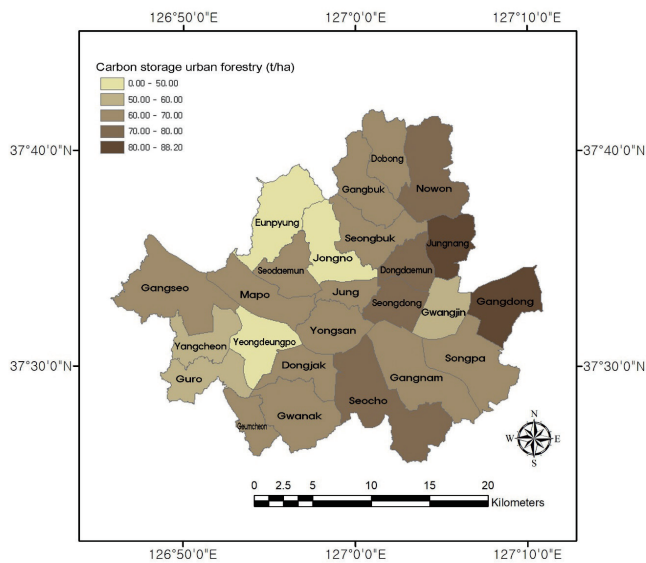 126°50'0"E 127°0'0"E 127°10'0"E
Carbon storage urban forestry (t/ha)
0.00 - 50.00
50.00 - 60.00
60.00 - 70.00
70.00 - 80.00
80.00 - 88.20
37°40'0"N 37°40'0"N
Dobong
Gangbuk
Nowon
Eunpyung
Seongbuk
Jungnang
Jongno
Seodaemun
Dongdaemun
Gangseo
Mapo
Jung
Seongdong
Gwangjin
Gangdong
Yongsan
Yangcheon
Yeongdeungpo
Songpa
37°30'0"N 37°30'0"N
Dongjak
Guro
Gangnam
Seocho
Gwanak
Geumcheon
N
W E
S
0 2.5 5 10 15 20
Kilometers
126°50'0"E 127°0'0"E 127°10'0"E